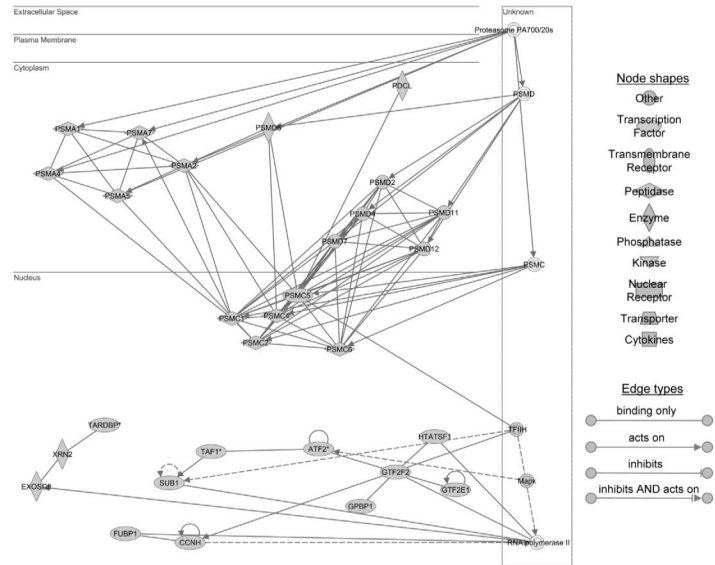 Extracellular Space
Unknown
Proteasome PA700/20s
Plasma Membrane
Cytoplasm
PDCL
PSMD
PSMA1*
PSMA7*
PSMA2
PSMA4*
PSMA5
PSMD2
PSMD4
PSMD11
PSMD7
PSMD12
PSMC
Nucleus
PSMC5
PSMC1*
PSMC4*
PSMC2*
PSMC6
TARDBP*
XRN2
TAF1*
ATF2*
HTATSF1
TFIIH
SUB1
GTF2F2
GTF2E1
Mapk
GPBP1
FUBP1
CCNH
RNA polymerase II
Node shapes
Other
Transcription
Factor
Transmembrane
Receptor
Peptidase
Enzyme
Phosphatase
Kinase
Nuclear
Receptor
Transporter
Cytokines
Edge types
binding only
acts on
inhibits
inhibits AND acts on